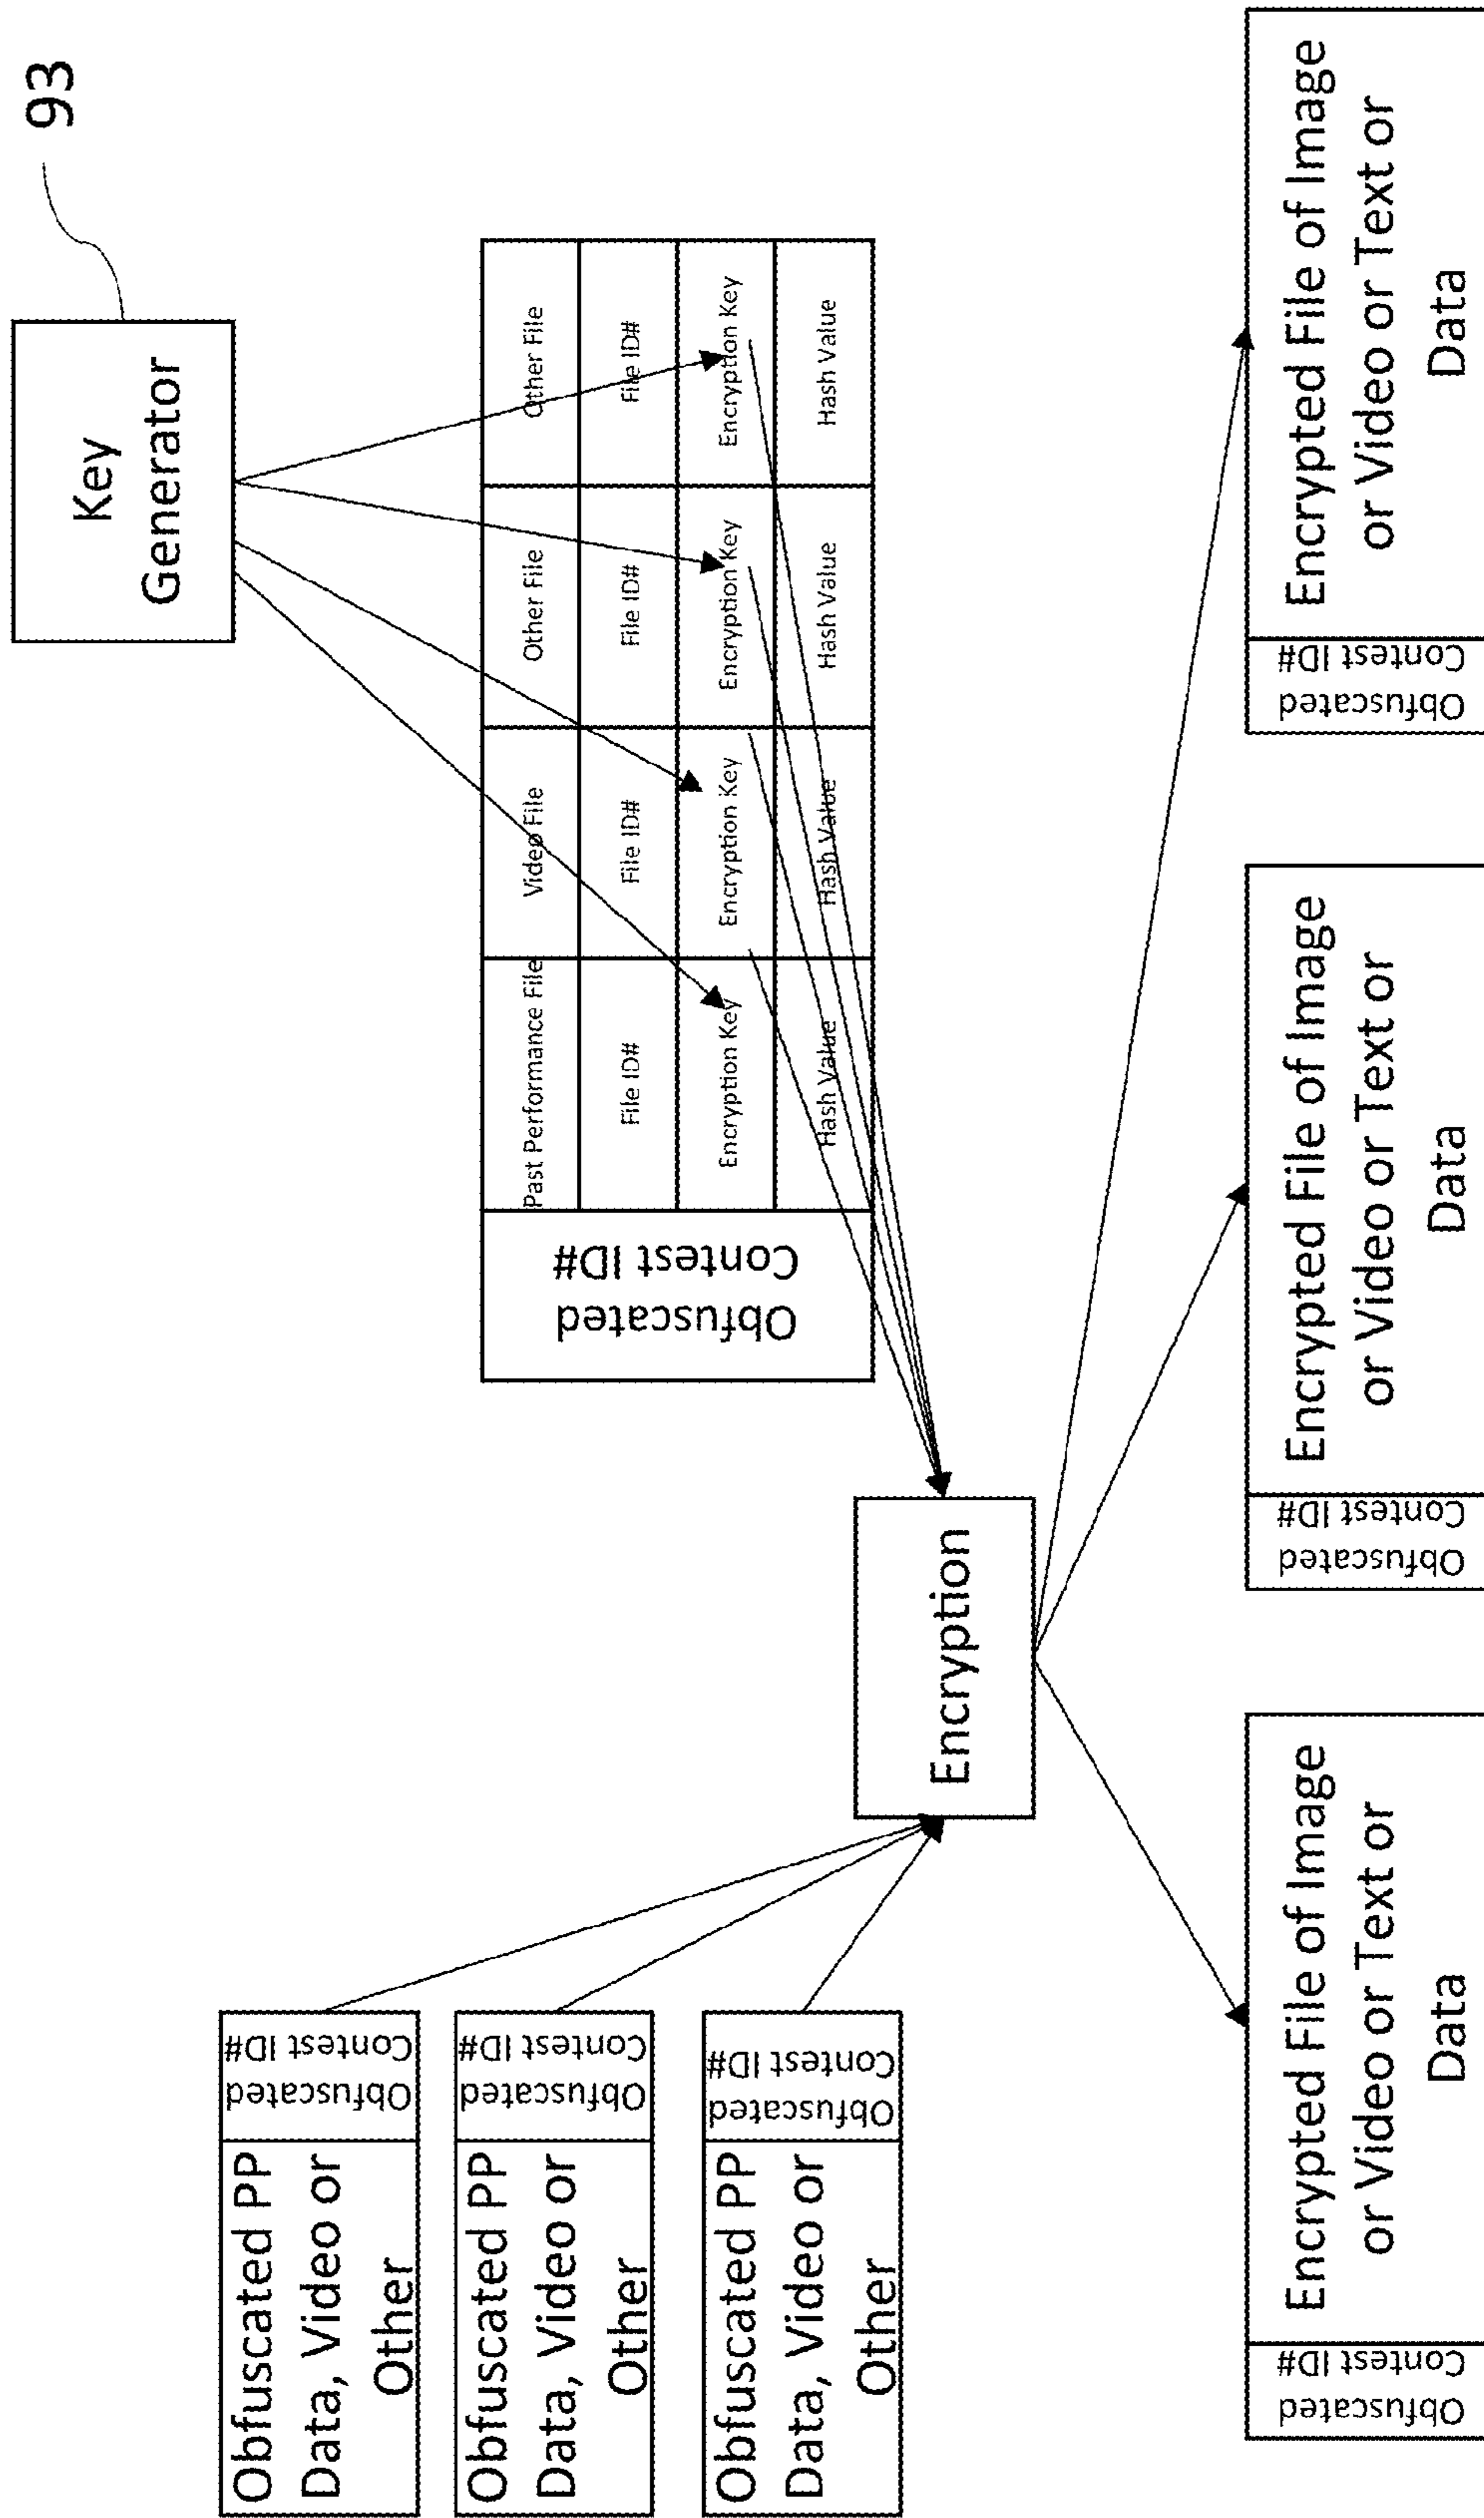 93
Key
Generator
Obfuscated PP
Data, Video or
Other
Obfuscated
Contest ID#
Obfuscated PP
Data, Video or
Other
Obfuscated
Contest ID#
Obfuscated PP
Data, Video or
Other
Obfuscated
Contest ID#
Obfuscated
Contest ID#
Past Performance File
Video File
Other File
Other File
File ID#
File ID#
File ID#
File ID#
Encryption Key
Encryption Key
Encryption Key
Encryption Key
Hash Value
Hash Value
Hash Value
Hash Value
Encryption
Obfuscated
Contest ID#
Encrypted File of Image
or Video or Text or
Data
Obfuscated
Contest ID#
Encrypted File of Image
or Video or Text or
Data
Obfuscated
Contest ID#
Encrypted File of Image
or Video or Text or
Data